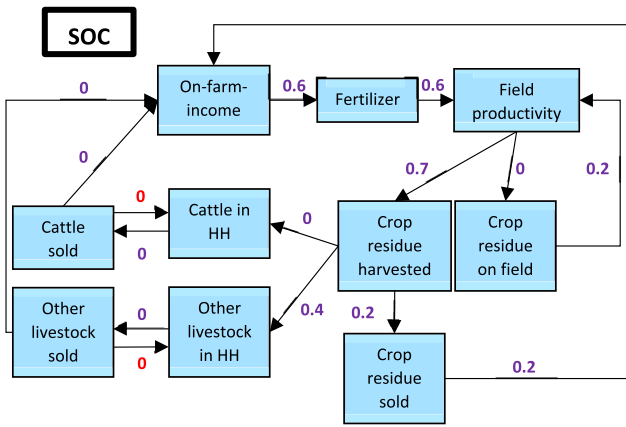 SOC
0
On-farm-
income
0.6
Fertilizer
0.6
Field
productivity
0
0.7
0
0.2
0
Cattle
sold
Cattle in
HH
0
0
Crop
residue
harvested
Crop
residue
on field
Other
livestock
sold
0
0
Other
livestock
in HH
0.4
0.2
Crop
residue
sold
0.2